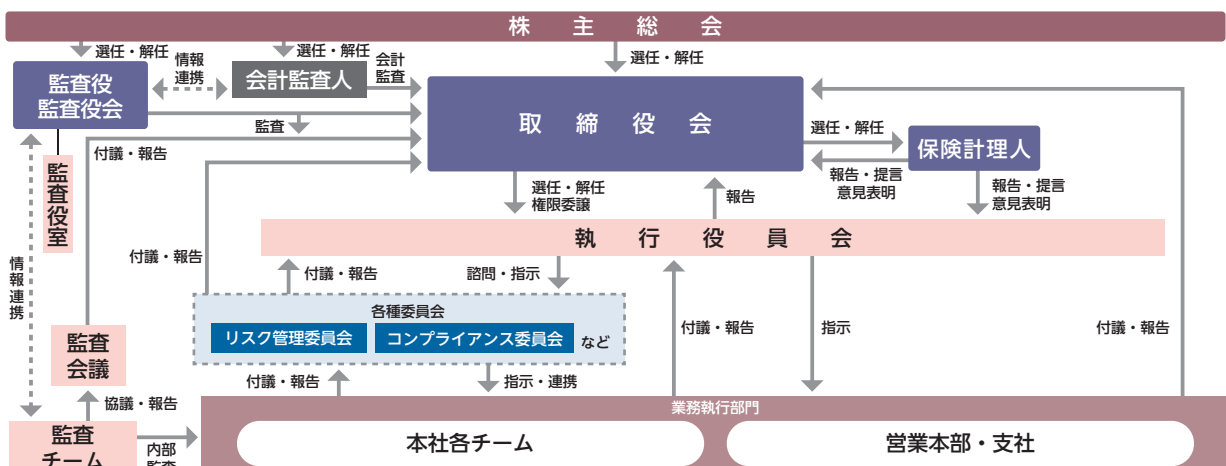 株主総会
選任・解任
情報
連携
選任・解任
会計
監査
選任・解任
監査役
監査役会
会計監査人
取締役会
監査
選任・解任
保険計理人
付議・報告
報告・提言
意見表明
報告・提言
意見表明
監査役室
選任・解任
権限委譲
報告
執行役員会
付議・報告
情報連携
付議・報告
諮問・指示
各種委員会
リスク管理委員会
コンプライアンス委員会
など
付議・報告
指示
付議・報告
監査
会議
付議・報告
指示・連携
協議・報告
業務執行部門
監査
チーム
内部
監査
本社各チーム
営業本部・支社